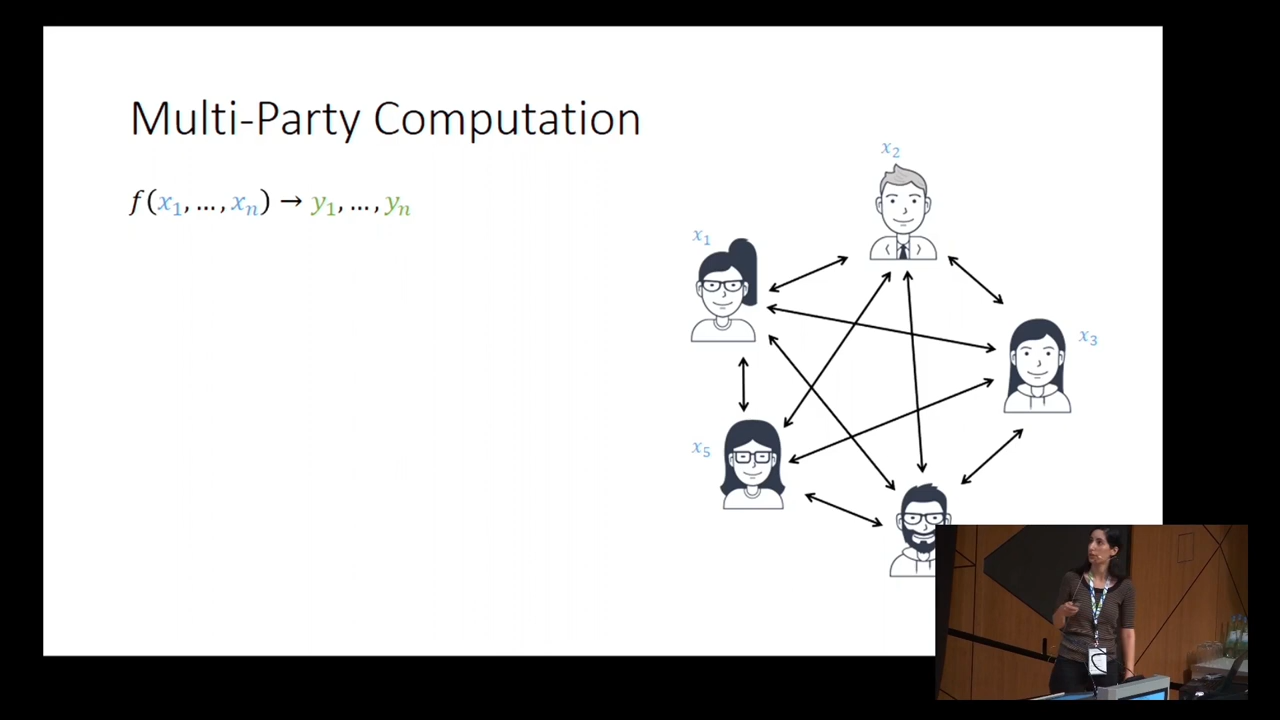 Multi-Party Computation
f(x₁, …, xₙ) → y₁, …, yₙ
x₂
x₁
x₃
x₅